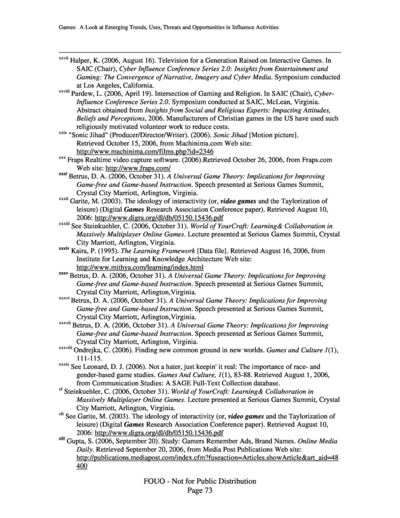 Games: A Look at Emerging Trends, Uses, Threats and Opportunities in Influence Activities
xxvii Halper, K. (2006, August 16). Television for a Generation Raised on Interactive Games. In
SAIC (Chair), Cyber Influence Conference Series 2.0: Insights from Entertainment and
Gaming: The Convergence of Narrative, Imagery and Cyber Media. Symposium conducted
at Los Angeles, California.
xxviii Pardew, L. (2006, April 19). Intersection of Gaming and Religion. In SAIC (Chair), Cyber-
Influence Conference Series 2.0. Symposium conducted at SAIC, McLean, Virginia.
Abstract obtained from Insights from Social and Religious Experts: Impacting Attitudes,
Beliefs and Perceptions, 2006. Manufacturers of Christian games in the US have used such
religiously motivated volunteer work to reduce costs.
xxix "Sonic Jihad" (Producer/Director/Writer). (2006). Sonic Jihad [Motion picture].
Retrieved October 15, 2006, from Machinima.com Web site:
http://www.machinima.com/films.php?id=2346
xxx Fraps Realtime video capture software. (2006).Retrieved October 26, 2006, from Fraps.com
Web site: http://www.fraps.com/
xxxi Betrus, D. A. (2006, October 31). A Universal Game Theory: Implications for Improving
Game-free and Game-based Instruction. Speech presented at Serious Games Summit,
Crystal City Marriott, Arlington, Virginia.
xxxii Garite, M. (2003). The ideology of interactivity (or, video games and the Taylorization of
leisure) (Digital Games Research Association Conference paper). Retrieved August 10,
2006: http://www.digra.org/dl/db/05150.15436.pdf
xxxiii See Steinkuehler, C. (2006, October 31). World of YourCraft: Learning& Collaboration in
Massively Multiplayer Online Games. Lecture presented at Serious Games Summit, Crystal
City Marriott, Arlington, Virginia.
xxxiv Kaira, P. (1995). The Learning Framework [Data file]. Retrieved August 16, 2006, from
Institute for Learning and Knowledge Architecture Web site:
http://www.mithya.com/learning/index.html
xxxv Betrus, D. A. (2006, October 31). A Universal Game Theory: Implications for Improving
Game-free and Game-based Instruction. Speech presented at Serious Games Summit,
Crystal City Marriott, Arlington,Virginia.
xxxvi Betrus, D. A. (2006, October 31). A Universal Game Theory: Implications for Improving
Game-free and Game-based Instruction. Speech presented at Serious Games Summit,
Crystal City Marriott, Arlington,Virginia.
xxxvii Betrus, D. A. (2006, October 31). A Universal Game Theory: Implications for Improving
Game-free and Game-based Instruction. Speech presented at Serious Games Summit,
Crystal City Marriott, Arlington, Virginia.
xxxviii Ondrejka, C. (2006). Finding new common ground in new worlds. Games and Culture 1(1),
111-115.
xxxix See Leonard, D. J. (2006). Not a hater, just keepin' it real: The importance of race- and
gender-based game studies. Games And Culture, 1(1), 83-88. Retrieved August 1, 2006,
from Communication Studies: A SAGE Full-Text Collection database.
xl Steinkuehler, C. (2006, October 31). World of YourCraft: Learning& Collaboration in
Massively Multiplayer Online Games. Lecture presented at Serious Games Summit, Crystal
City Marriott, Arlington, Virginia.
xli See Garite, M. (2003). The ideology of interactivity (or, video games and the Taylorization of
leisure) (Digital Games Research Association Conference paper). Retrieved August 10,
2006: http://www.digra.org/dl/db/05150.15436.pdf
xlii Gupta, S. (2006, September 20). Study: Gamers Remember Ads, Brand Names. Online Media
Daily. Retrieved September 20, 2006, from Media Post Publications Web site:
http://publications.mediapost.com/index.cfm?fuseaction=Articles.showArticle&art_aid=48
400
FOUO - Not for Public Distribution
Page 73